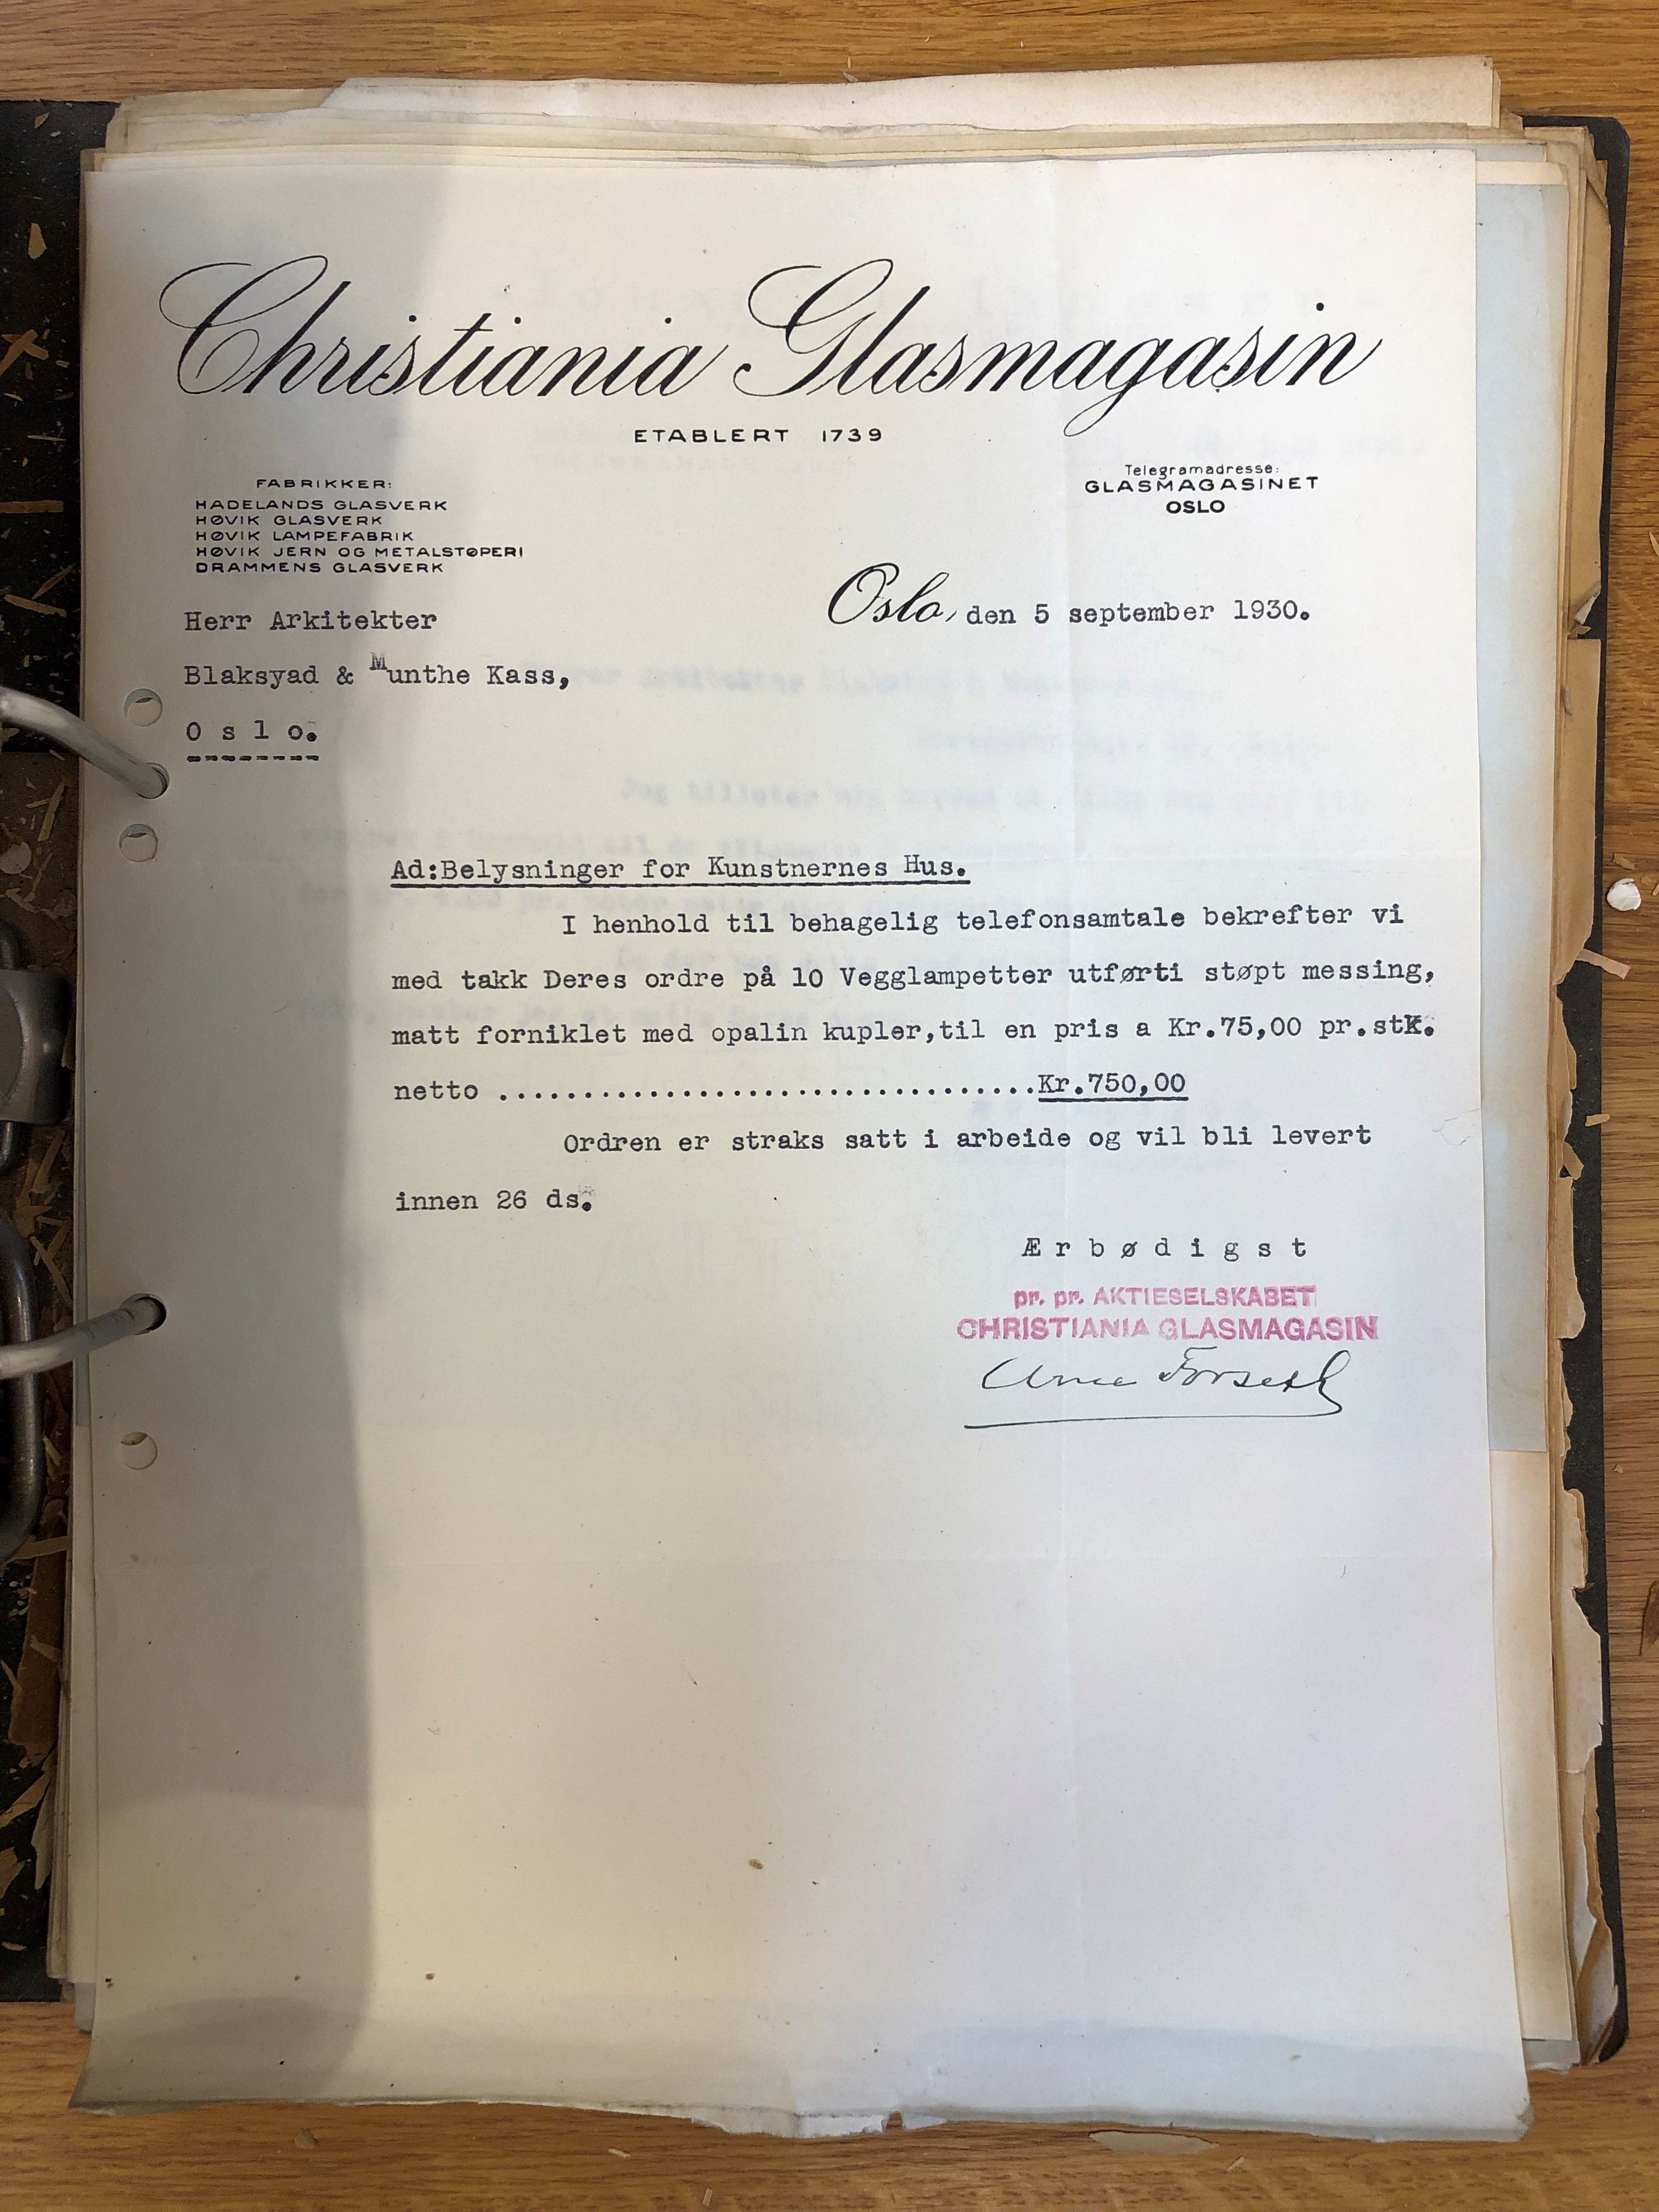 Christiania Glasmagasin
ETABLERT 1739
FABRIKKER:
HADELANDS GLASVERK
HØVIK GLASVERK
HØVIK LAMPEFABRIK
HØVIK JERN OG METALSTØPERI
DRAMMENS GLASVERK
Telegramadresse:
GLASMAGASINET
OSLO
Oslo, den 5 september 1930.
Herr Arkitekter
Blaksyad & Munthe Kass,
O s l o.
Ad:Belysninger for Kunstnernes Hus.
I henhold til behagelig telefonsamtale bekrefter vi
med takk Deres ordre på 10 Vegglampetter utførti støpt messing,
matt forniklet med opalin kupler,til en pris a Kr.75,00 pr.stk.
netto ................................Kr.750,00
Ordren er straks satt i arbeide og vil bli levert
innen 26 ds.
Æ r b ø d i g s t
pr. pr. AKTIESELSKABET
CHRISTIANIA GLASMAGASIN